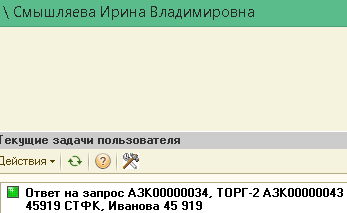 \ Смышляева Ирина Владимировна
Текущие задачи пользователя
Действия
Ответ на запрос АЗК00000034, ТОРГ-2 АЗК00000043
45919 СТФК, Иванова 45 919